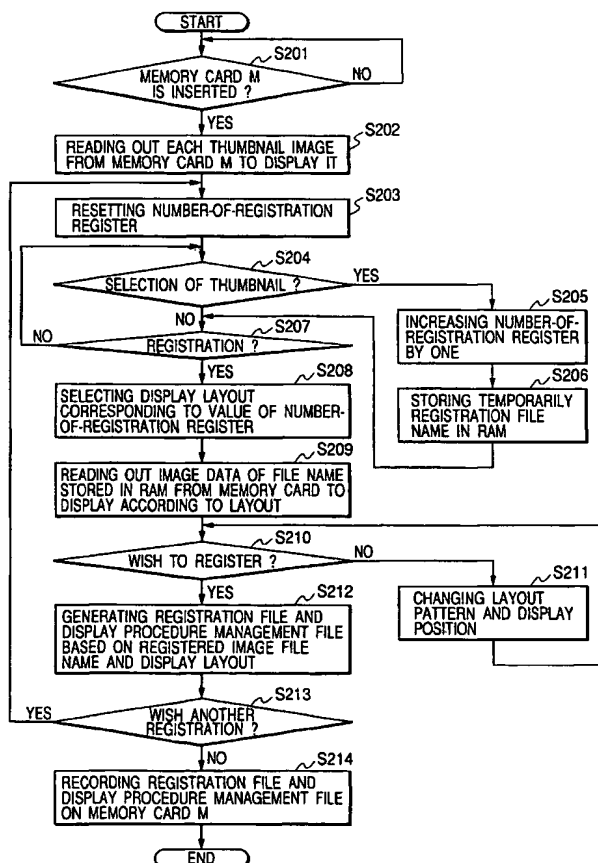 START
S201
MEMORY CARD M
IS INSERTED ?
NO
YES
S202
READING OUT EACH THUMBNAIL IMAGE
FROM MEMORY CARD M TO DISPLAY IT
S203
RESETTING NUMBER-OF-REGISTRATION
REGISTER
S204
SELECTION OF THUMBNAIL ?
YES
NO
S205
INCREASING NUMBER-OF-
REGISTRATION REGISTER
BY ONE
S206
STORING TEMPORARILY
REGISTRATION FILE
NAME IN RAM
S207
REGISTRATION ?
NO
YES
S208
SELECTING DISPLAY LAYOUT
CORRESPONDING TO VALUE OF NUMBER-
OF-REGISTRATION REGISTER
S209
READING OUT IMAGE DATA OF FILE NAME
STORED IN RAM FROM MEMORY CARD TO
DISPLAY ACCORDING TO LAYOUT
S210
WISH TO REGISTER ?
NO
YES
S211
CHANGING LAYOUT
PATTERN AND DISPLAY
POSITION
S212
GENERATING REGISTRATION FILE AND
DISPLAY PROCEDURE MANAGEMENT FILE
BASED ON REGISTERED IMAGE FILE
NAME AND DISPLAY LAYOUT
S213
YES
WISH ANOTHER
REGISTRATION ?
NO
S214
RECORDING REGISTRATION FILE AND
DISPLAY PROCEDURE MANAGEMENT FILE
ON MEMORY CARD M
END